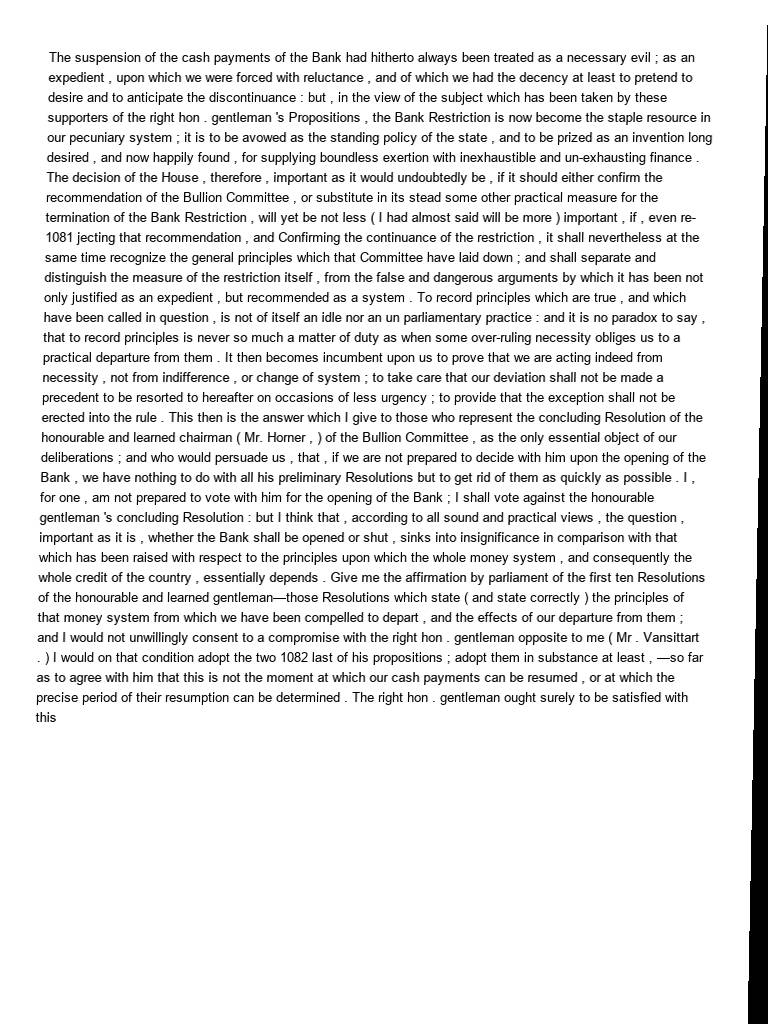 The suspension of the cash payments of the Bank had hitherto always been treated as a necessary evil ; as an
expedient , upon which we were forced with reluctance , and of which we had the decency at least to pretend to
desire and to anticipate the discontinuance : but , in the view of the subject which has been taken by these
supporters of the right hon . gentleman 's Propositions , the Bank Restriction is now become the staple resource in
our pecuniary system ; it is to be avowed as the standing policy of the state , and to be prized as an invention long
desired , and now happily found , for supplying boundless exertion with inexhaustible and un-exhausting finance .
The decision of the House , therefore , important as it would undoubtedly be , if it should either confirm the
recommendation of the Bullion Committee , or substitute in its stead some other practical measure for the
termination of the Bank Restriction , will yet be not less ( I had almost said will be more ) important , if , even re-
1081 jecting that recommendation , and Confirming the continuance of the restriction , it shall nevertheless at the
same time recognize the general principles which that Committee have laid down ; and shall separate and
distinguish the measure of the restriction itself , from the false and dangerous arguments by which it has been not
only justified as an expedient , but recommended as a system . To record principles which are true , and which
have been called in question , is not of itself an idle nor an un parliamentary practice : and it is no paradox to say ,
that to record principles is never so much a matter of duty as when some over-ruling necessity obliges us to a
practical departure from them . It then becomes incumbent upon us to prove that we are acting indeed from
necessity , not from indifference , or change of system ; to take care that our deviation shall not be made a
precedent to be resorted to hereafter on occasions of less urgency ; to provide that the exception shall not be
erected into the rule . This then is the answer which I give to those who represent the concluding Resolution of the
honourable and learned chairman ( Mr. Horner , ) of the Bullion Committee , as the only essential object of our
deliberations ; and who would persuade us , that , if we are not prepared to decide with him upon the opening of the
Bank , we have nothing to do with all his preliminary Resolutions but to get rid of them as quickly as possible . I ,
for one , am not prepared to vote with him for the opening of the Bank ; I shall vote against the honourable
gentleman 's concluding Resolution : but I think that , according to all sound and practical views , the question ,
important as it is , whether the Bank shall be opened or shut , sinks into insignificance in comparison with that
which has been raised with respect to the principles upon which the whole money system , and consequently the
whole credit of the country , essentially depends . Give me the affirmation by parliament of the first ten Resolutions
of the honourable and learned gentleman—those Resolutions which state ( and state correctly ) the principles of
that money system from which we have been compelled to depart , and the effects of our departure from them ;
and I would not unwillingly consent to a compromise with the right hon . gentleman opposite to me ( Mr . Vansittart
. ) I would on that condition adopt the two 1082 last of his propositions ; adopt them in substance at least , —so far
as to agree with him that this is not the moment at which our cash payments can be resumed , or at which the
precise period of their resumption can be determined . The right hon . gentleman ought surely to be satisfied with
this